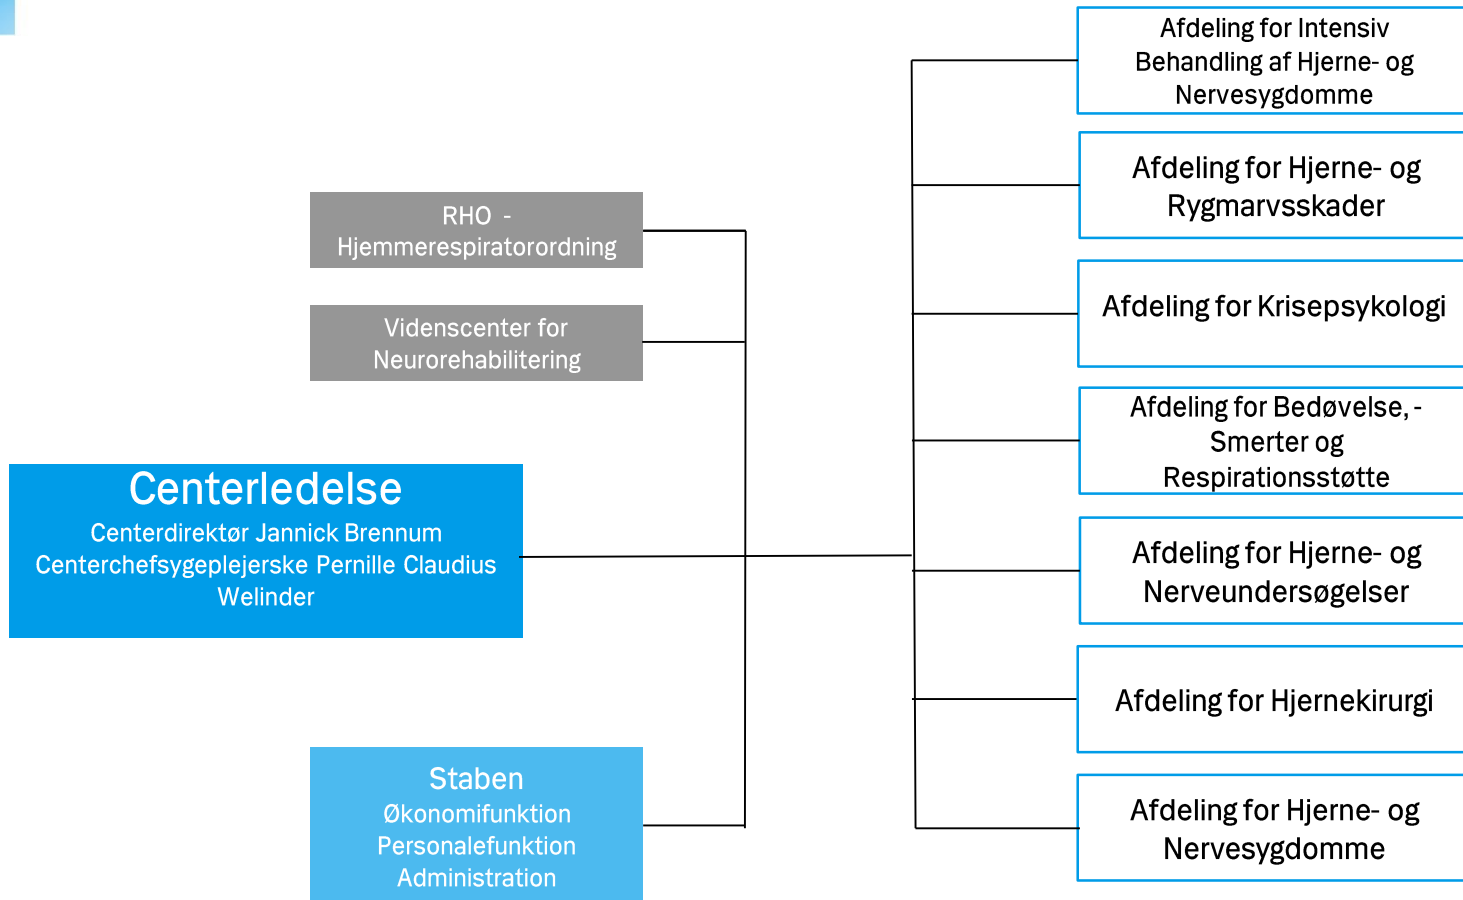 RHO -
Hjemmerespiratorordning
Videnscenter for
Neurorehabilitering
Centerledelse
Centerdirektør Jannick Brennum
Centerchefsygeplejerske Pernille Claudius
Welinder
Staben
Økonomifunktion
Personalefunktion
Administration
Afdeling for Intensiv
Behandling af Hjerne- og
Nervesygdomme
Afdeling for Hjerne- og
Rygmarvsskader
Afdeling for Krisepsykologi
Afdeling for Bedøvelse, -
Smerter og
Respirationsstøtte
Afdeling for Hjerne- og
Nerveundersøgelser
Afdeling for Hjernekirurgi
Afdeling for Hjerne- og
Nervesygdomme